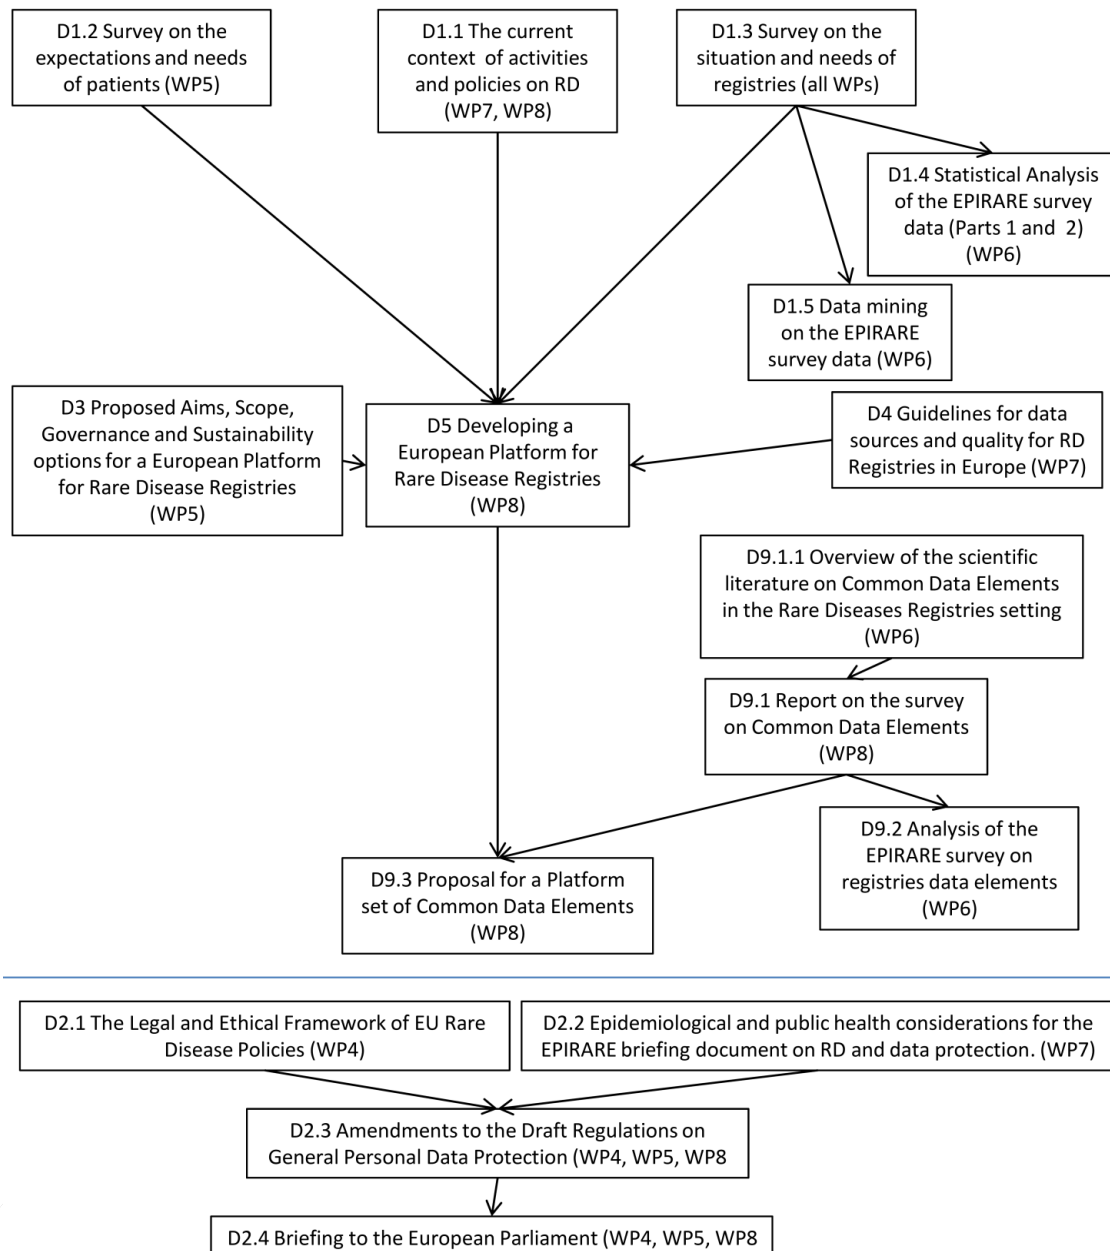 D1.2 Survey on the
expectations and needs
of patients (WP5)
D1.1 The current
context of activities
and policies on RD
(WP7, WP8)
D1.3 Survey on the
situation and needs of
registries (all WPs)
D1.4 Statistical Analysis
of the EPIRARE survey
data (Parts 1 and 2)
(WP6)
D1.5 Data mining
on the EPIRARE
survey data (WP6)
D3 Proposed Aims, Scope,
Governance and Sustainability
options for a European Platform
for Rare Disease Registries
(WP5)
D5 Developing a
European Platform for
Rare Disease Registries
(WP8)
D4 Guidelines for data
sources and quality for RD
Registries in Europe (WP7)
D9.1.1 Overview of the scientific
literature on Common Data Elements
in the Rare Diseases Registries setting
(WP6)
D9.1 Report on the survey
on Common Data Elements
(WP8)
D9.2 Analysis of the
EPIRARE survey on
registries data elements
(WP6)
D9.3 Proposal for a Platform
set of Common Data Elements
(WP8)
D2.1 The Legal and Ethical Framework of EU Rare
Disease Policies (WP4)
D2.2 Epidemiological and public health considerations for the
EPIRARE briefing document on RD and data protection. (WP7)
D2.3 Amendments to the Draft Regulations on
General Personal Data Protection (WP4, WP5, WP8
D2.4 Briefing to the European Parliament (WP4, WP5, WP8